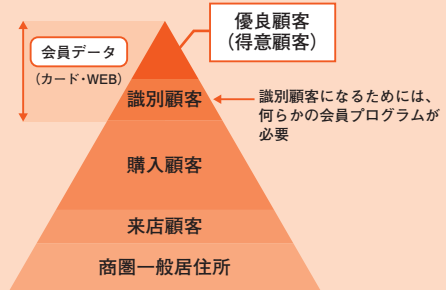 優良顧客
（得意顧客）
会員データ
（カード・WEB）
識別顧客
識別顧客になるためには、
何らかの会員プログラムが
必要
購入顧客
来店顧客
商圏一般居住所